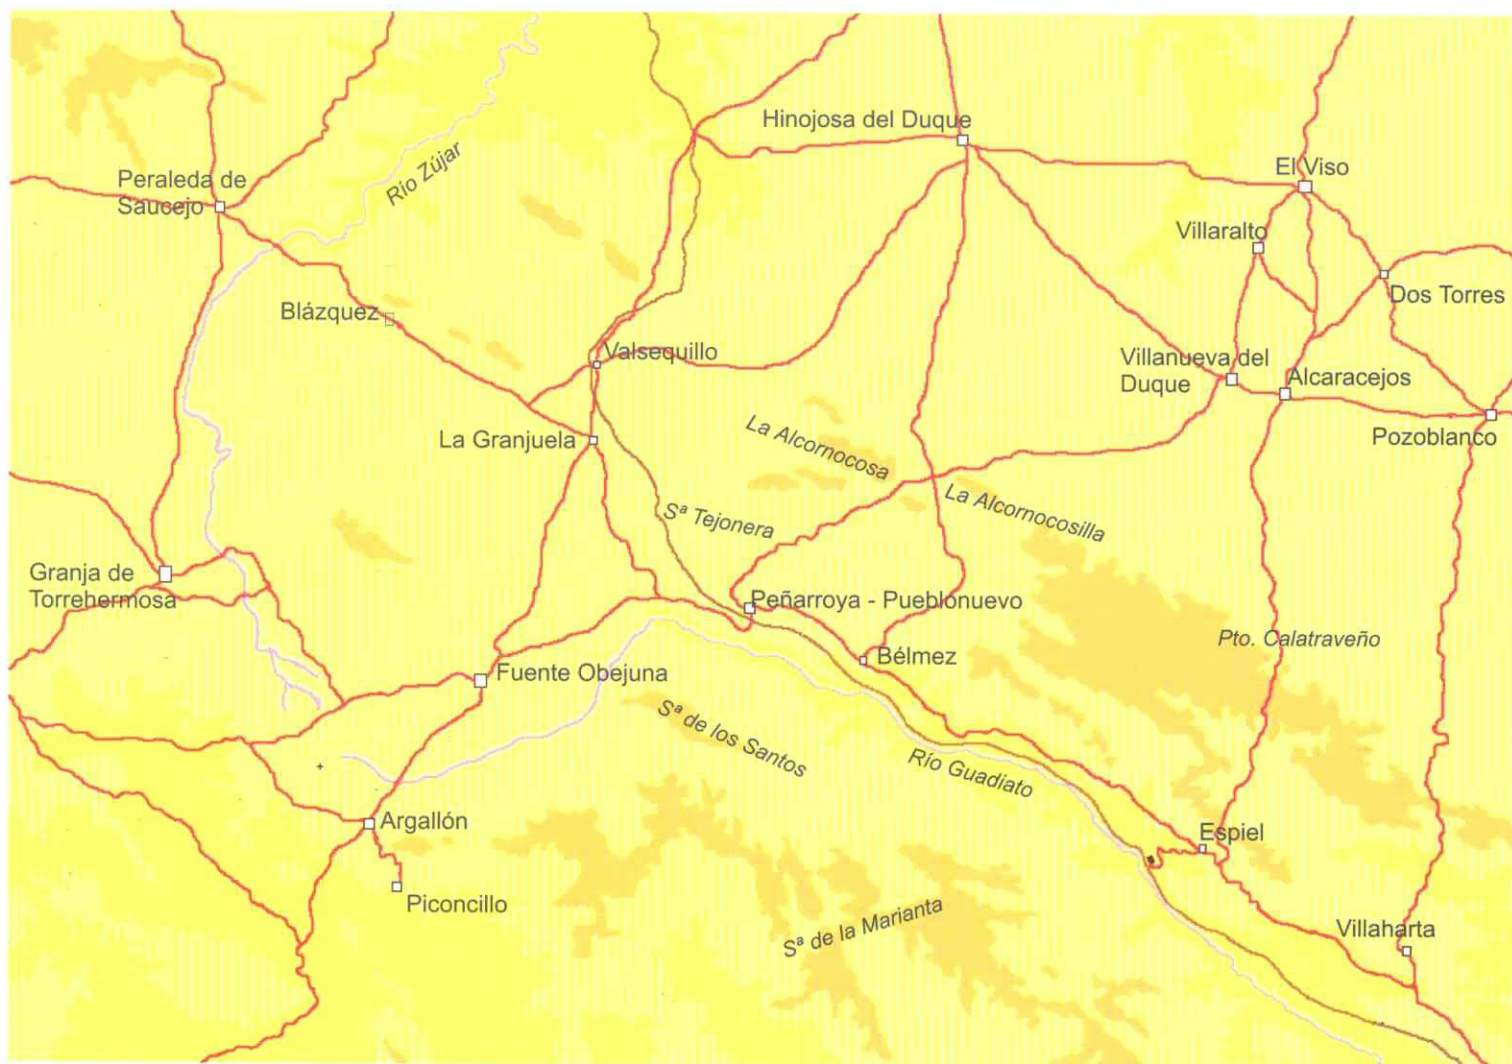 Hinojosa del Duque
Río Zújar
El Viso
Peraleda de
Saucejo
Villaralto
Blázquez
Dos Torres
Valsequillo
Villanueva del
Duque
Alcaracejos
La Granjuela
La Alcornocosa
Pozoblanco
Sª Tejonera
La Alcornocosilla
Granja de
Torrehermosa
Peñarroya - Pueblonuevo
Pto. Calatraveño
Bélmez
Fuente Obejuna
Sª de los Santos
Río Guadiato
Argallón
Espiel
Piconcillo
Sª de la Marianta
Villaharta